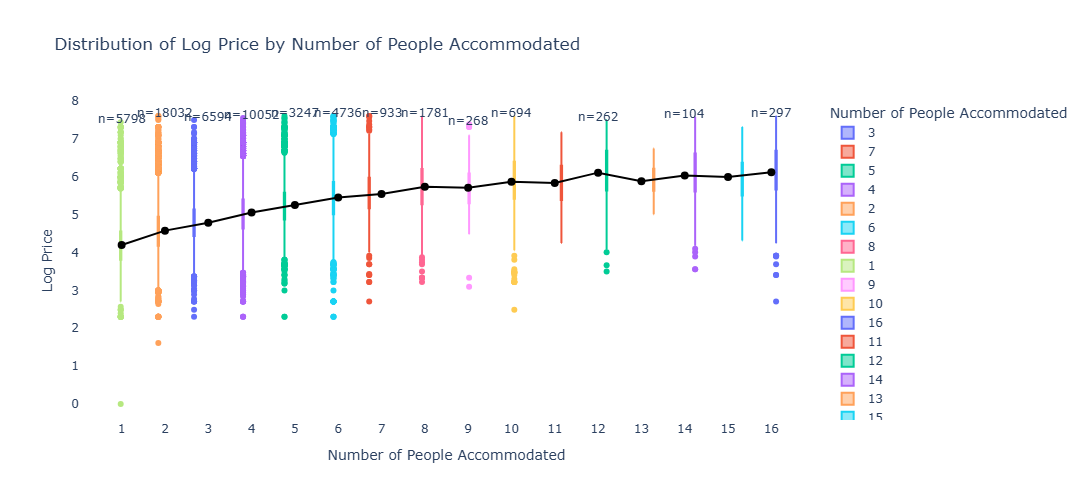 Distribution of Log Price by Number of People Accommodated
8
7
6
5
4
3
2
1
0
Log Price
n=5798
n=18032
n=6594
n=10052
n=3247
n=4736
n=933
n=1781
n=268
n=694
n=262
n=104
n=297
1 2 3 4 5 6 7 8 9 10 11 12 13 14 15 16
Number of People Accommodated
Number of People Accommodated
3
7
5
4
2
6
8
1
9
10
16
11
12
14
13
15